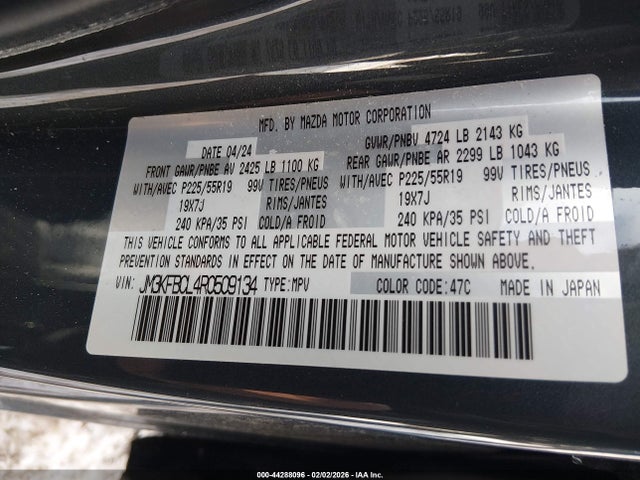 MFD. BY MAZDA MOTOR CORPORATION
DATE 04/24 GVWR/PNBV 4724 LB 2143 KG
FRONT GAWR/PNBE AV 2425 LB 1100 KG REAR GAWR/PNBE AR 2299 LB 1043 KG
WITH/AVEC P225/55R19 99V TIRES/PNEUS WITH/AVEC P225/55R19 99V TIRES/PNEUS
19X7J RIMS/JANTES 19X7J RIMS/JANTES
240 KPA/35 PSI COLD/A FROID 240 KPA/35 PSI COLD/A FROID
THIS VEHICLE CONFORMS TO ALL APPLICABLE FEDERAL MOTOR VEHICLE SAFETY AND THEFT
PREVENTION STANDARDS IN EFFECT ON THE DATE OF MANUFACTURE SHOWN ABOVE.
VIN: JM3KFBCL4R0509134 TYPE: MPV COLOR CODE: 47C MADE IN JAPAN
000-44288096 - 02/02/2026 - IAA Inc.